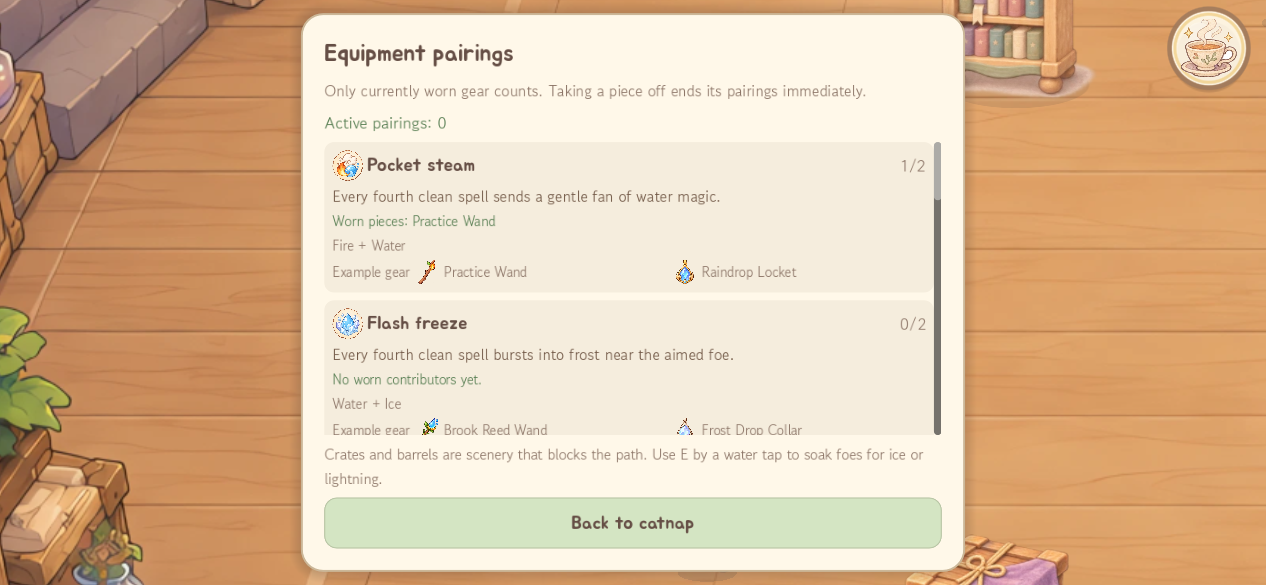 Equipment pairings
Only currently worn gear counts. Taking a piece off ends its pairings immediately.
Active pairings: 0
Pocket steam 1/2
Every fourth clean spell sends a gentle fan of water magic.
Worn pieces: Practice Wand
Fire + Water
Example gear Practice Wand Raindrop Locket
Flash freeze 0/2
Every fourth clean spell bursts into frost near the aimed foe.
No worn contributors yet.
Water + Ice
Example gear Brook Reed Wand Frost Drop Collar
Crates and barrels are scenery that blocks the path. Use E by a water tap to soak foes for ice or
lightning.
Back to catnap